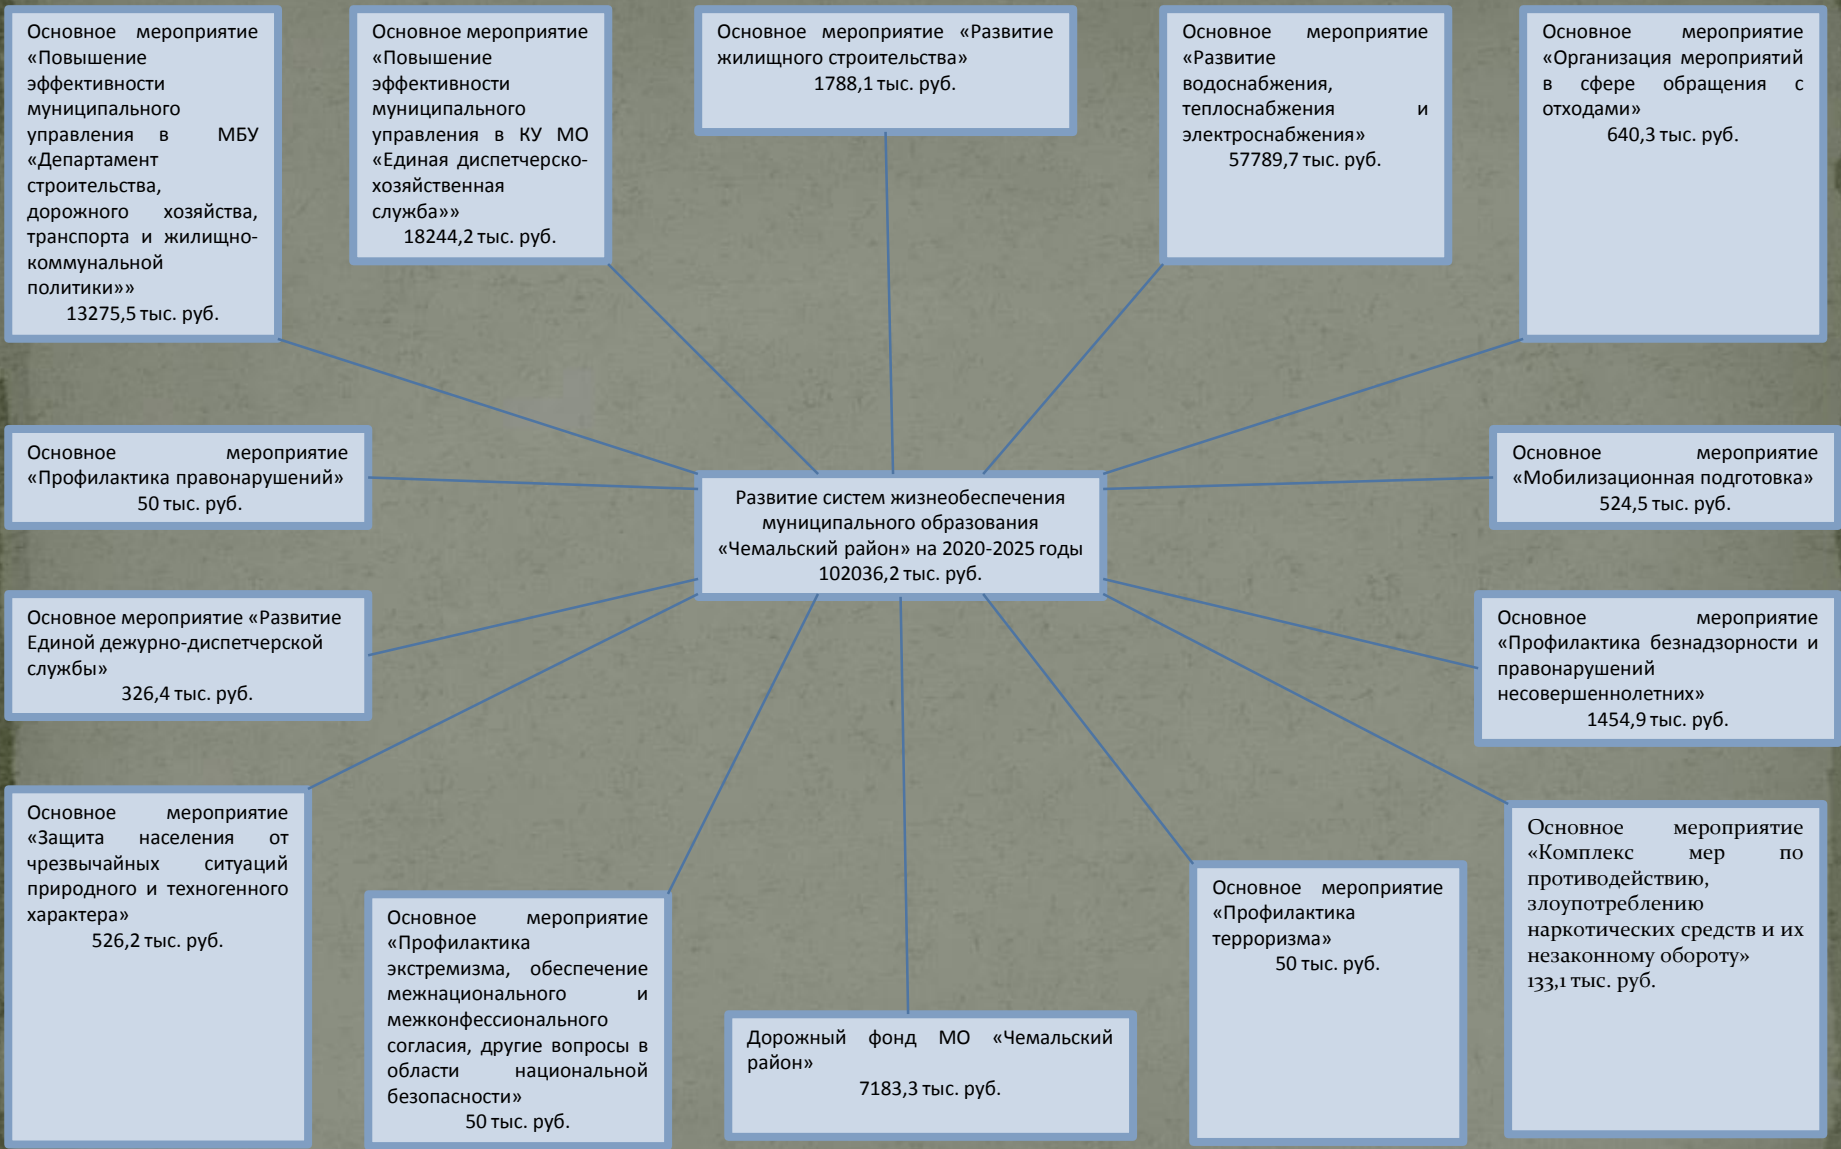 Основное мероприятие
«Повышение
эффективности
муниципального
управления в МБУ
«Департамент
строительства,
дорожного хозяйства,
транспорта и жилищно-
коммунальной
политики»»
13275,5 тыс. руб.
Основное мероприятие
«Повышение
эффективности
муниципального
управления в КУ МО
«Единая диспетчерско-
хозяйственная
служба»»
18244,2 тыс. руб.
Основное мероприятие «Развитие
жилищного строительства»
1788,1 тыс. руб.
Основное мероприятие
«Развитие
водоснабжения,
теплоснабжения и
электроснабжения»
57789,7 тыс. руб.
Основное мероприятие
«Организация мероприятий
в сфере обращения с
отходами»
640,3 тыс. руб.
Основное мероприятие
«Профилактика правонарушений»
50 тыс. руб.
Развитие систем жизнеобеспечения
муниципального образования
«Чемальский район» на 2020-2025 годы
102036,2 тыс. руб.
Основное мероприятие
«Мобилизационная подготовка»
524,5 тыс. руб.
Основное мероприятие «Развитие
Единой дежурно-диспетчерской
службы»
326,4 тыс. руб.
Основное мероприятие
«Профилактика безнадзорности и
правонарушений
несовершеннолетних»
1454,9 тыс. руб.
Основное мероприятие
«Защита населения от
чрезвычайных ситуаций
природного и техногенного
характера»
526,2 тыс. руб.
Основное мероприятие
«Профилактика
экстремизма, обеспечение
межнационального и
межконфессионального
согласия, другие вопросы в
области национальной
безопасности»
50 тыс. руб.
Дорожный фонд МО «Чемальский
район»
7183,3 тыс. руб.
Основное мероприятие
«Профилактика
терроризма»
50 тыс. руб.
Основное мероприятие
«Комплекс мер по
противодействию,
злоупотреблению
наркотических средств и их
незаконному обороту»
133,1 тыс. руб.